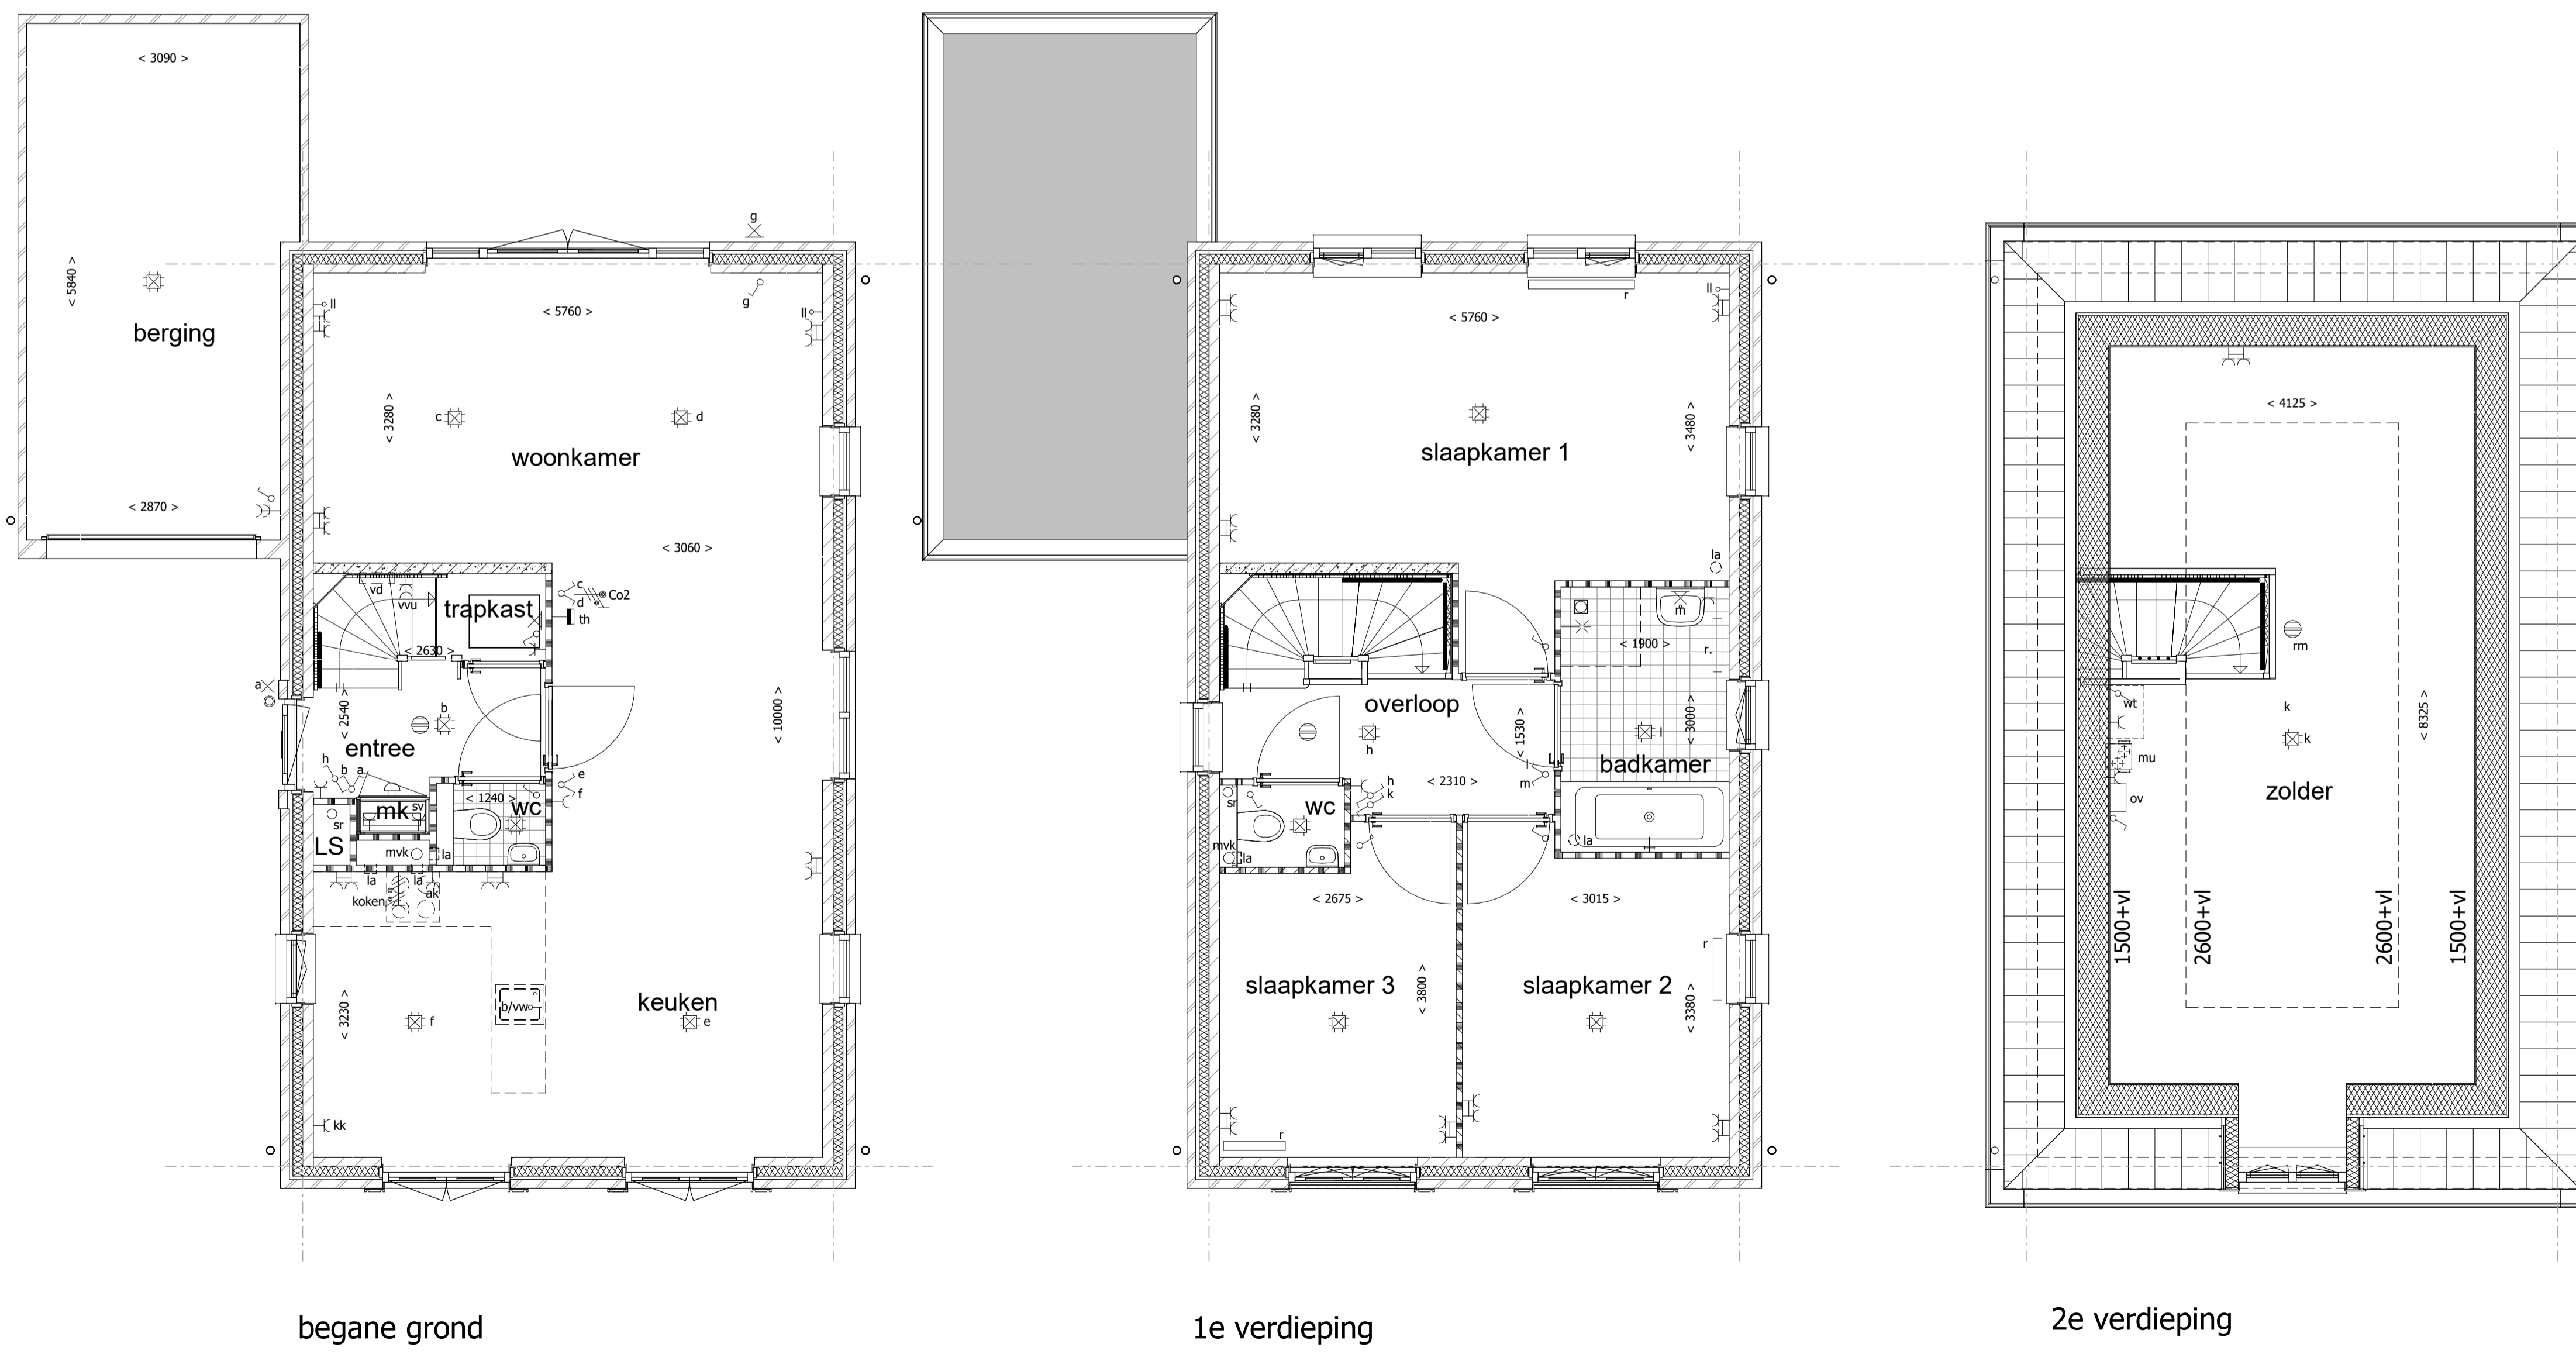 < 3090 >
< 5840 >
berging
< 2870 >
g
g
ll
ll
< 5760 >
< 3280 >
c
d
woonkamer
< 3060 >
vd
vvu
trapkast
c
d
Co2
th
< 2630 >
a
< 2540 >
b
entree
< 10000 >
h
b
a
e
f
mk
sv
< 1240 >
wc
sr
LS
mvk
la
la
la
ak
koken
< 3230 >
f
b/vw
keuken
e
kk
begane grond
r
ll
< 5760 >
< 3280 >
< 3480 >
slaapkamer 1
la
m
< 1900 >
r.
overloop
< 1530 >
< 3000 >
h
l
badkamer
l
m
< 2310 >
h
k
sr
wc
mvk
la
la
< 2675 >
< 3015 >
r
slaapkamer 3
< 3800 >
slaapkamer 2
< 3380 >
r
1e verdieping
< 4125 >
rm
wt
k
k
< 8325 >
mu
ov
zolder
1500+vl
2600+vl
2600+vl
1500+vl
2e verdieping